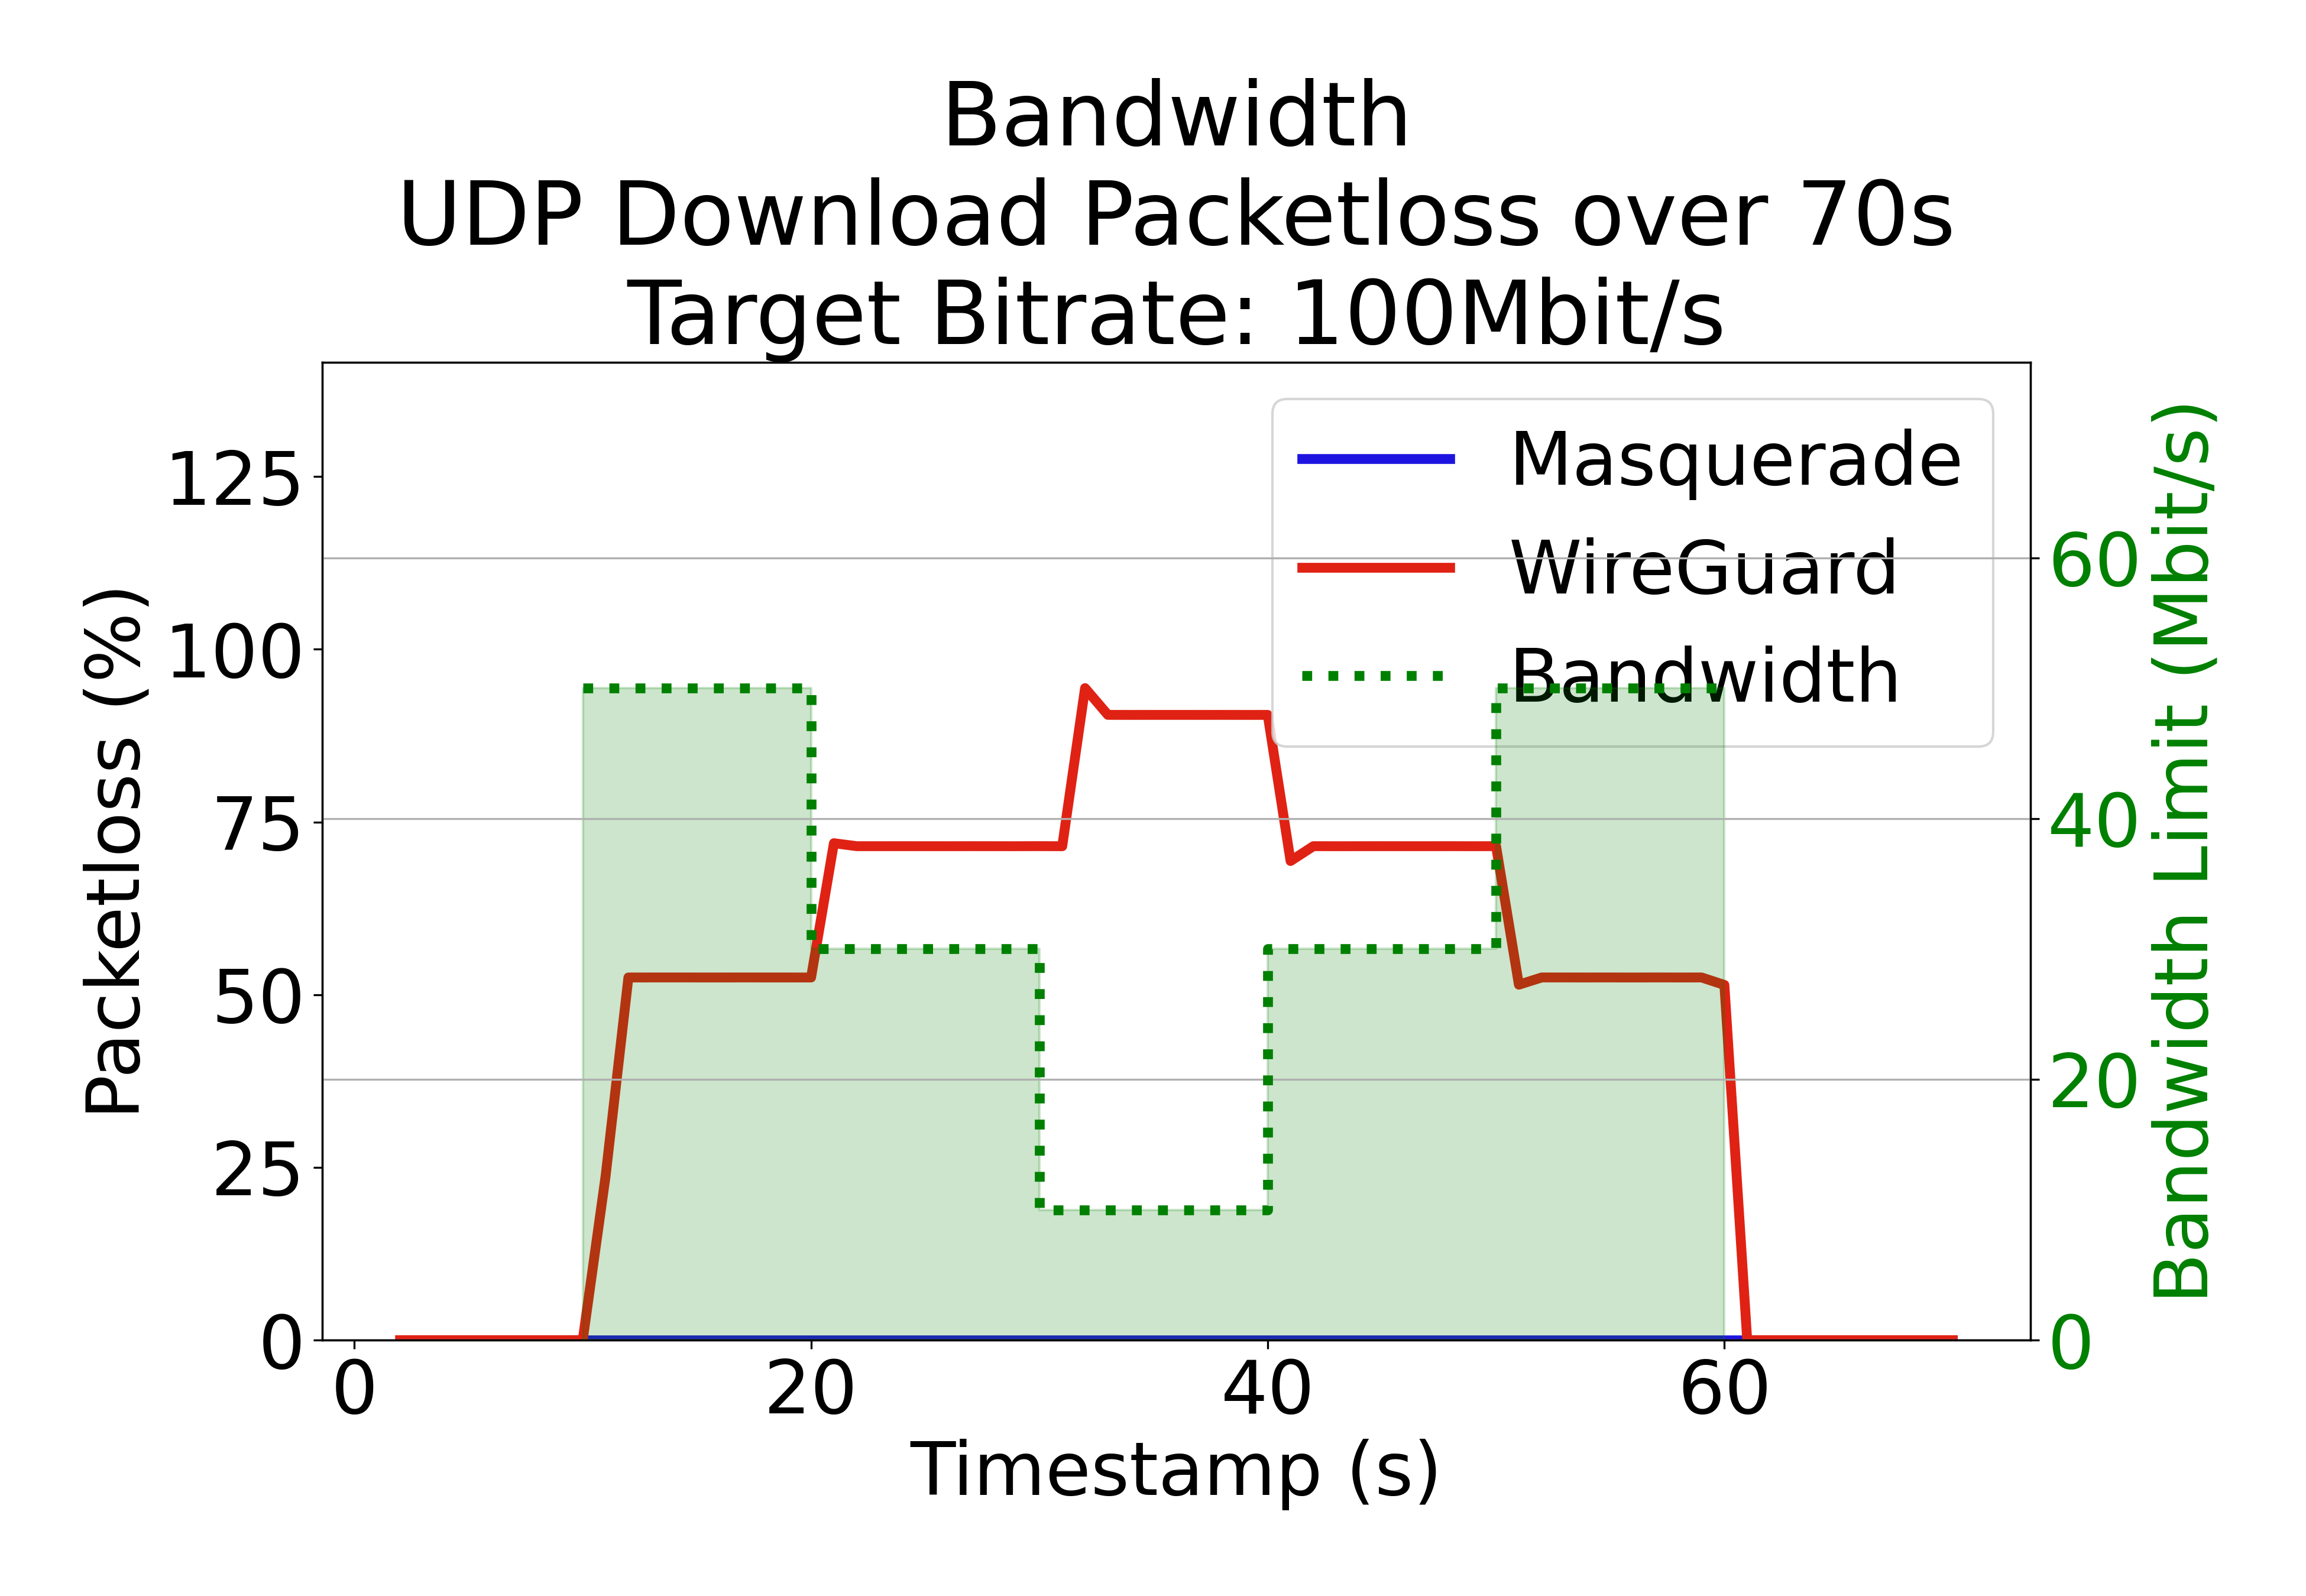 Bandwidth
UDP Download Packetloss over 70s
Target Bitrate: 100Mbit/s
Masquerade
WireGuard
Bandwidth
Packetloss (%)
125
100
75
50
25
0
60
40
20
0
Bandwidth Limit (Mbit/s)
0 20 40 60
Timestamp (s)